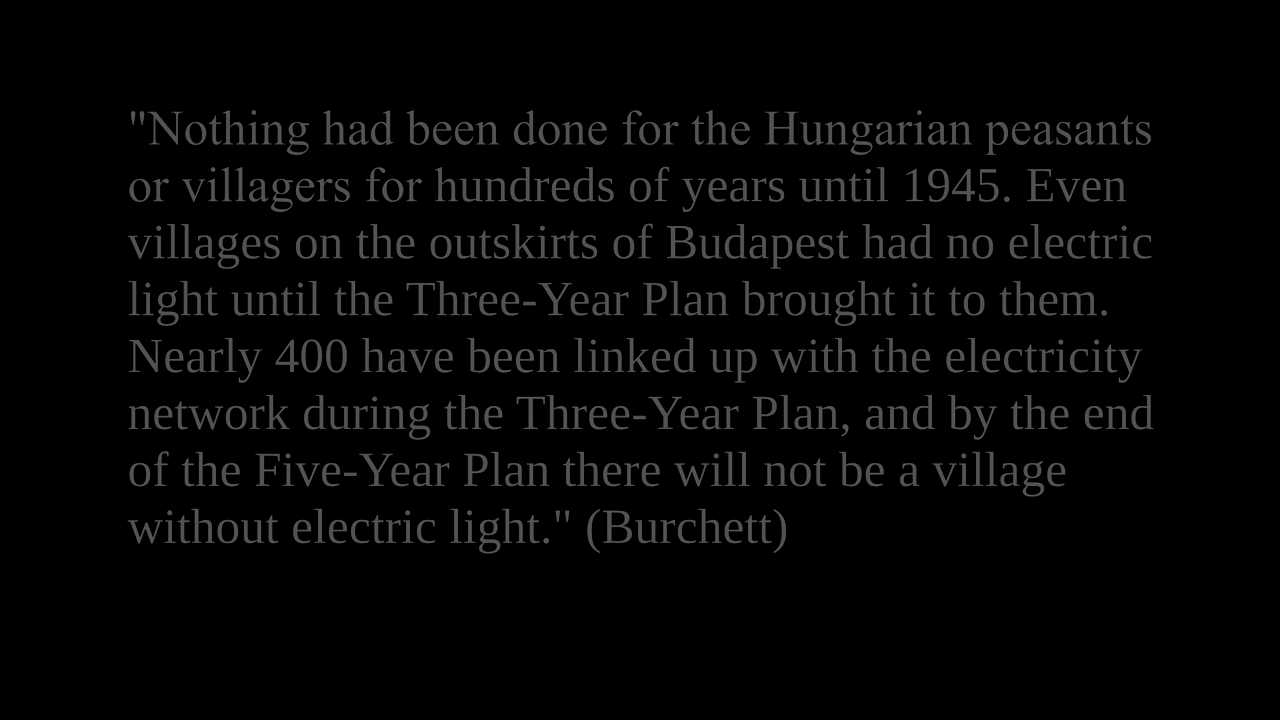 "Nothing had been done for the Hungarian peasants
or villagers for hundreds of years until 1945. Even
villages on the outskirts of Budapest had no electric
light until the Three-Year Plan brought it to them.
Nearly 400 have been linked up with the electricity
network during the Three-Year Plan, and by the end
of the Five-Year Plan there will not be a village
without electric light." (Burchett)